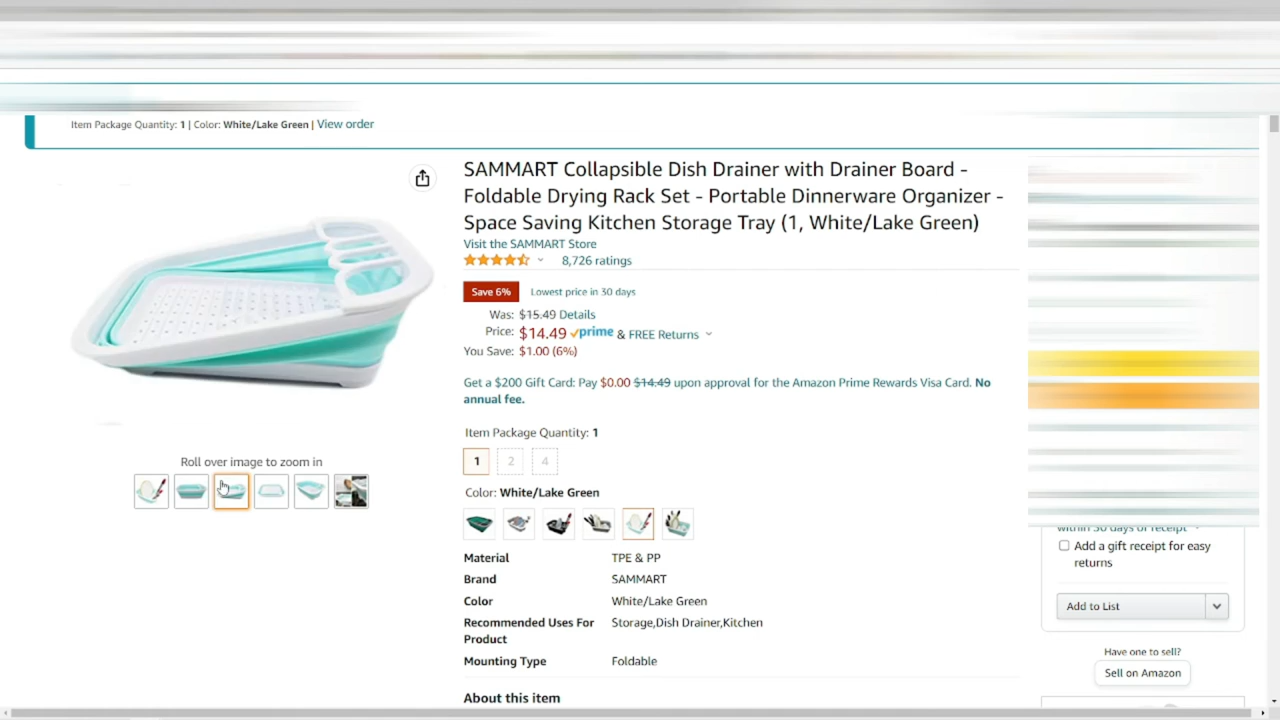 Item Package Quantity: 1 | Color: White/Lake Green | View order
SAMMART Collapsible Dish Drainer with Drainer Board -
Foldable Drying Rack Set - Portable Dinnerware Organizer -
Space Saving Kitchen Storage Tray (1, White/Lake Green)
Visit the SAMMART Store
8,726 ratings
Save 6% Lowest price in 30 days
Was: $15.49 Details
Price: $14.49 prime & FREE Returns
You Save: $1.00 (6%)
Get a $200 Gift Card: Pay $0.00 $14.49 upon approval for the Amazon Prime Rewards Visa Card. No
annual fee.
Item Package Quantity: 1
1 2 4
Color: White/Lake Green
Roll over image to zoom in
Material TPE & PP
Brand SAMMART
Color White/Lake Green
Recommended Uses For Storage,Dish Drainer,Kitchen
Product
Mounting Type Foldable
About this item
within 30 days of receipt
Add a gift receipt for easy
returns
Add to List
Have one to sell?
Sell on Amazon